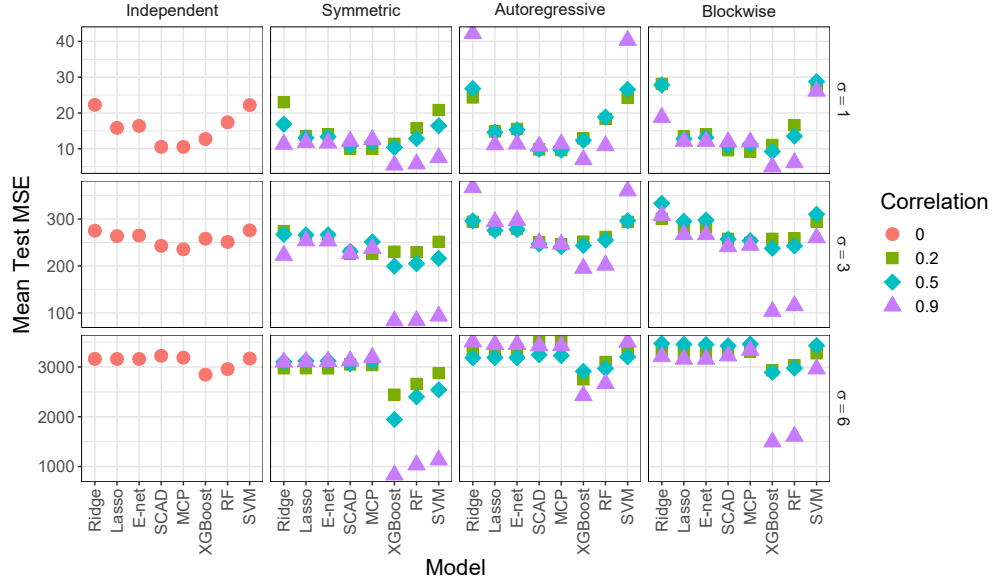 Independent
Symmetric
Autoregressive
Blockwise
Mean Test MSE
40
30
20
10
σ = 1
300
200
100
σ = 3
3000
2000
1000
σ = 6
Ridge
Lasso
E-net
SCAD
MCP
XGBoost
RF
SVM
Ridge
Lasso
E-net
SCAD
MCP
XGBoost
RF
SVM
Ridge
Lasso
E-net
SCAD
MCP
XGBoost
RF
SVM
Ridge
Lasso
E-net
SCAD
MCP
XGBoost
RF
SVM
Model
Correlation
0
0.2
0.5
0.9